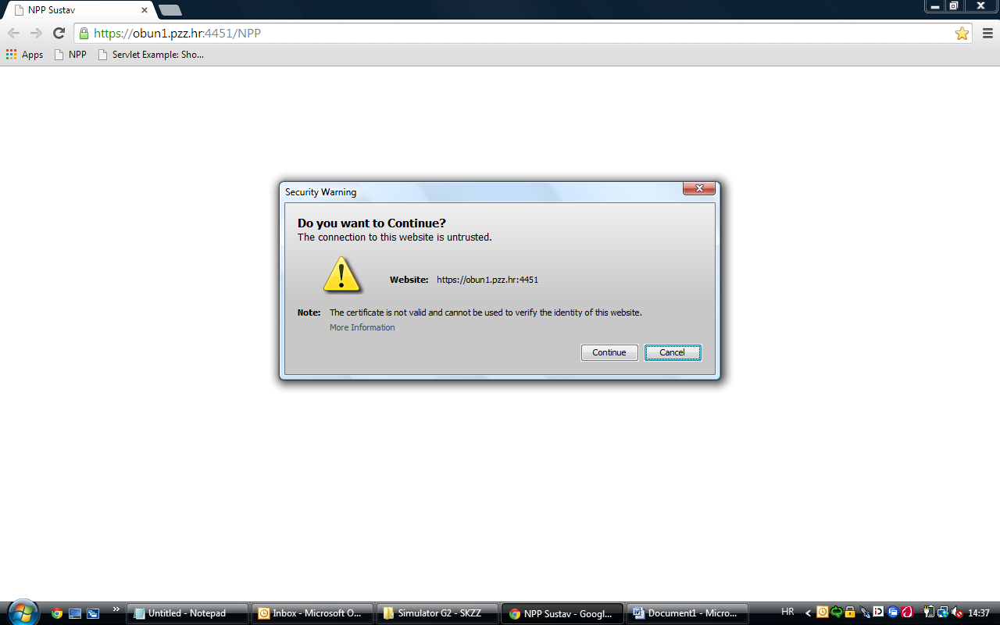 NPP Sustav
https://obun1.pzz.hr:4451/NPP
Apps NPP Servlet Example: Sho...
Security Warning
Do you want to Continue?
The connection to this website is untrusted.
Website: https://obun1.pzz.hr:4451
Note: The certificate is not valid and cannot be used to verify the identity of this website.
More Information
Continue Cancel
Untitled - Notepad Inbox - Microsoft O... Simulator G2 - SKZZ NPP Sustav - Googl... Document1 - Micro... HR 14:37